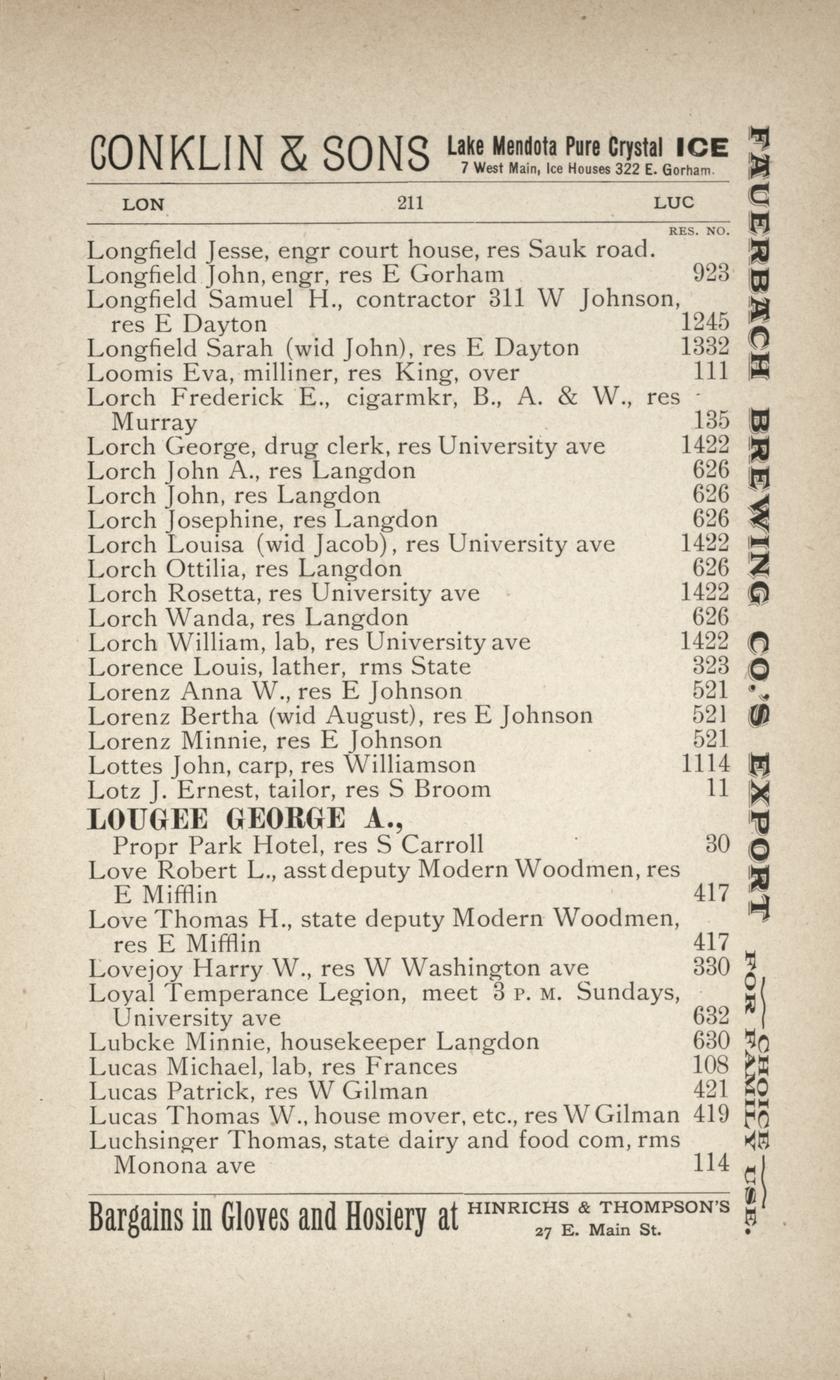 CONKLIN & SONS Lake Mendota Pure Crystal ICE
7 West Main, Ice Houses 322 E. Gorham.
LON 211 LUC
RES. NO.
Longfield Jesse, engr court house, res Sauk road.
Longfield John, engr, res E Gorham 923
Longfield Samuel H., contractor 311 W Johnson,
res E Dayton 1245
Longfield Sarah (wid John), res E Dayton 1332
Loomis Eva, milliner, res King, over 111
Lorch Frederick E., cigarmkr, B., A. & W., res
Murray 135
Lorch George, drug clerk, res University ave 1422
Lorch John A., res Langdon 626
Lorch John, res Langdon 626
Lorch Josephine, res Langdon 626
Lorch Louisa (wid Jacob), res University ave 1422
Lorch Ottilia, res Langdon 626
Lorch Rosetta, res University ave 1422
Lorch Wanda, res Langdon 626
Lorch William, lab, res University ave 1422
Lorence Louis, lather, rms State 323
Lorenz Anna W., res E Johnson 521
Lorenz Bertha (wid August), res E Johnson 521
Lorenz Minnie, res E Johnson 521
Lottes John, carp, res Williamson 1114
Lotz J. Ernest, tailor, res S Broom 11
LOUGEE GEORGE A.,
Propr Park Hotel, res S Carroll 30
Love Robert L., asst deputy Modern Woodmen, res
E Mifflin 417
Love Thomas H., state deputy Modern Woodmen,
res E Mifflin 417
Lovejoy Harry W., res W Washington ave 330
Loyal Temperance Legion, meet 3 P. M. Sundays,
University ave 632
Lubcke Minnie, housekeeper Langdon 630
Lucas Michael, lab, res Frances 108
Lucas Patrick, res W Gilman 421
Lucas Thomas W., house mover, etc., res W Gilman 419
Luchsinger Thomas, state dairy and food com, rms
Monona ave 114
Bargains in Gloves and Hosiery at HINRICHS & THOMPSON'S
27 E. Main St.
FAUERBACH BREWING CO.'S EXPORT
CHOICE
FOR FAMILY USE.